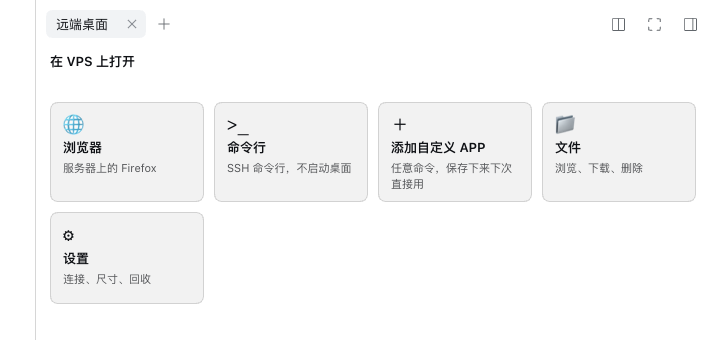 远端桌面
在 VPS 上打开
>_
浏览器
命令行
添加自定义 APP
文件
服务器上的 Firefox
SSH 命令行，不启动桌面
任意命令，保存下来下次
直接用
浏览、下载、删除
设置
连接、尺寸、回收